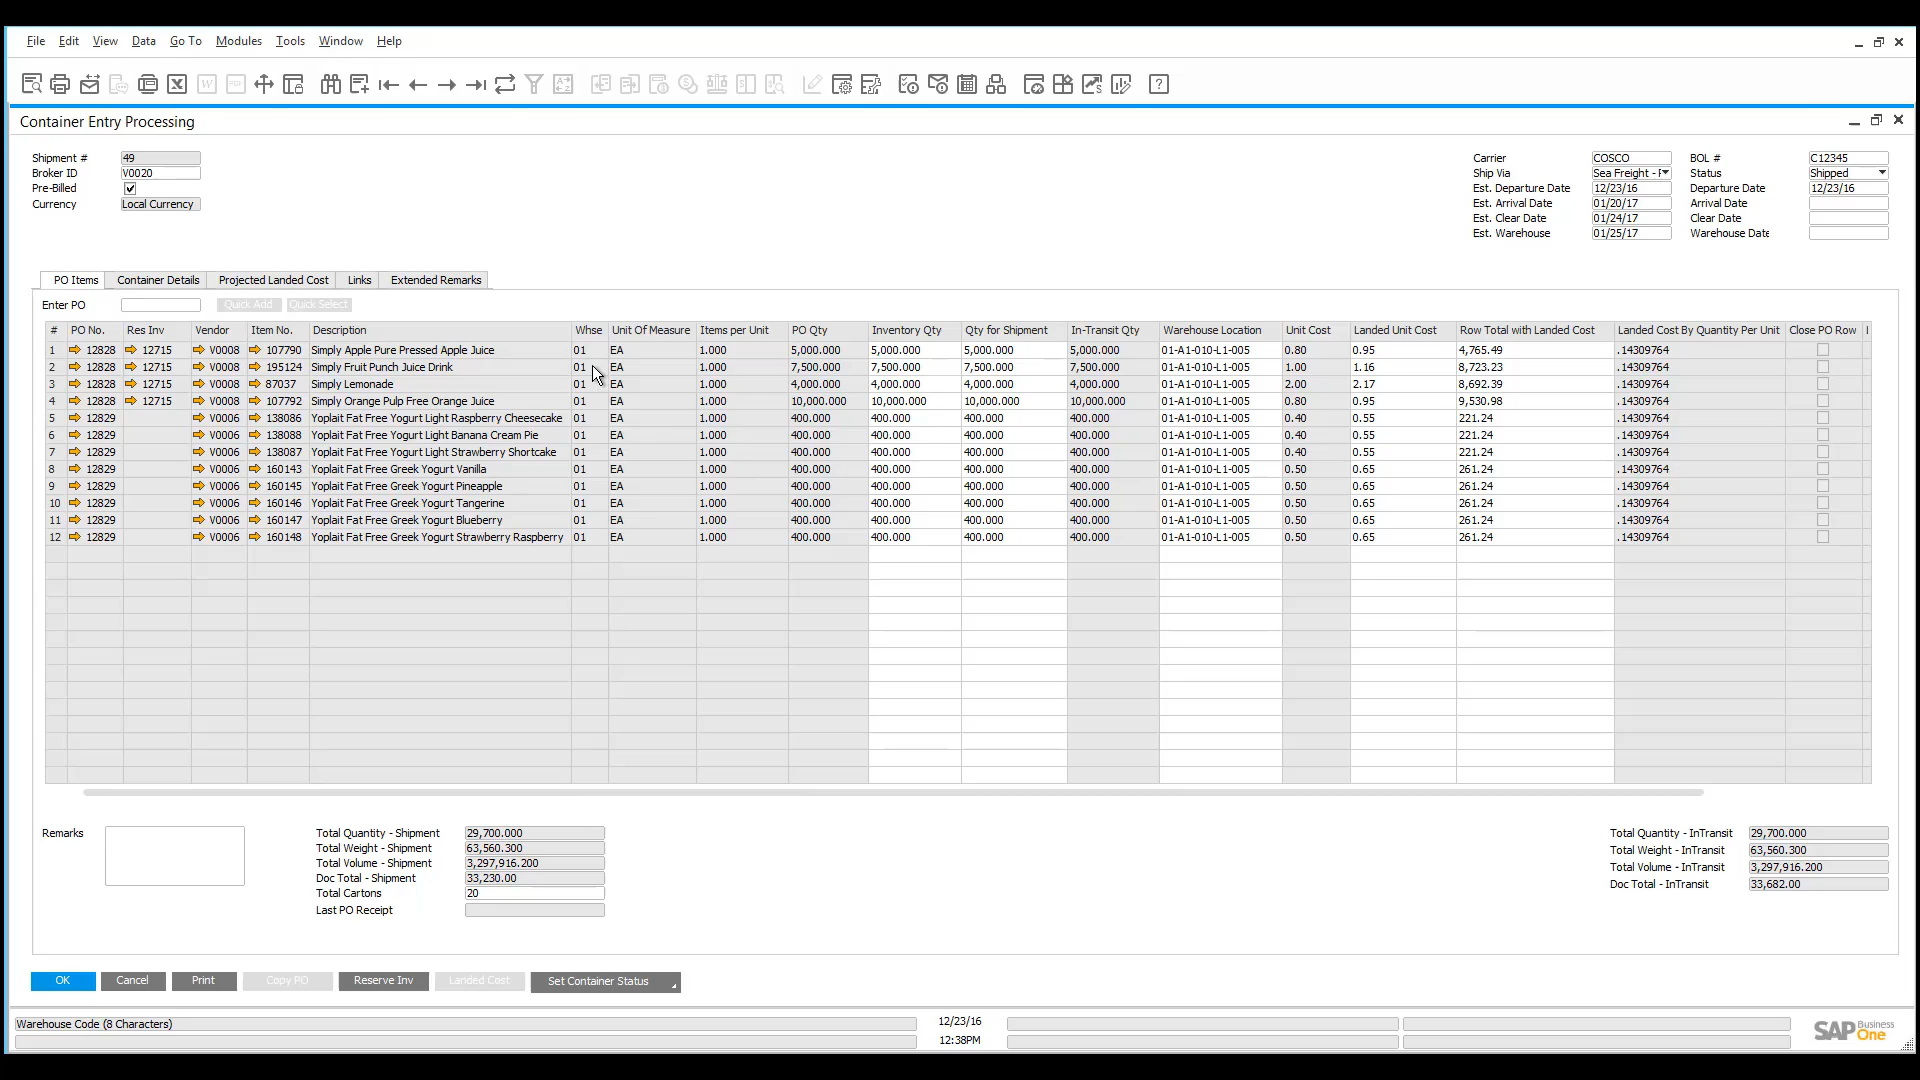 File Edit View Data Go To Modules Tools Window Help
Container Entry Processing
Shipment # 49 Carrier COSCO BOL # C12345
Broker ID V0020 Ship Via Sea Freight - F Status Shipped
Pre-Billed Est. Departure Date 12/23/16 Departure Date 12/23/16
Currency Local Currency Est. Arrival Date 01/20/17 Arrival Date
Est. Clear Date 01/24/17 Clear Date
Est. Warehouse 01/25/17 Warehouse Date
PO Items Container Details Projected Landed Cost Links Extended Remarks
Enter PO Quick Add Quick Select
# PO No. Res Inv Vendor Item No. Description Whse Unit Of Measure Items per Unit PO Qty Inventory Qty Qty for Shipment In-Transit Qty Warehouse Location Unit Cost Landed Unit Cost Row Total with Landed Cost Landed Cost By Quantity Per Unit Close PO Row
1 12828 12715 V0008 107790 Simply Apple Pure Pressed Apple Juice 01 EA 1.000 5,000.000 5,000.000 5,000.000 5,000.000 01-A1-010-L1-005 0.80 0.95 4,765.49 .14309764
2 12828 12715 V0008 195124 Simply Fruit Punch Juice Drink 01 EA 1.000 7,500.000 7,500.000 7,500.000 7,500.000 01-A1-010-L1-005 1.00 1.16 8,723.23 .14309764
3 12828 12715 V0008 87037 Simply Lemonade 01 EA 1.000 4,000.000 4,000.000 4,000.000 4,000.000 01-A1-010-L1-005 2.00 2.17 8,692.39 .14309764
4 12828 12715 V0008 107792 Simply Orange Pulp Free Orange Juice 01 EA 1.000 10,000.000 10,000.000 10,000.000 10,000.000 01-A1-010-L1-005 0.80 0.95 9,530.98 .14309764
5 12829 V0006 138086 Yoplait Fat Free Yogurt Light Raspberry Cheesecake 01 EA 1.000 400.000 400.000 400.000 400.000 01-A1-010-L1-005 0.40 0.55 221.24 .14309764
6 12829 V0006 138088 Yoplait Fat Free Yogurt Light Banana Cream Pie 01 EA 1.000 400.000 400.000 400.000 400.000 01-A1-010-L1-005 0.40 0.55 221.24 .14309764
7 12829 V0006 138087 Yoplait Fat Free Yogurt Light Strawberry Shortcake 01 EA 1.000 400.000 400.000 400.000 400.000 01-A1-010-L1-005 0.40 0.55 221.24 .14309764
8 12829 V0006 160143 Yoplait Fat Free Greek Yogurt Vanilla 01 EA 1.000 400.000 400.000 400.000 400.000 01-A1-010-L1-005 0.50 0.65 261.24 .14309764
9 12829 V0006 160145 Yoplait Fat Free Greek Yogurt Pineapple 01 EA 1.000 400.000 400.000 400.000 400.000 01-A1-010-L1-005 0.50 0.65 261.24 .14309764
10 12829 V0006 160146 Yoplait Fat Free Greek Yogurt Tangerine 01 EA 1.000 400.000 400.000 400.000 400.000 01-A1-010-L1-005 0.50 0.65 261.24 .14309764
11 12829 V0006 160147 Yoplait Fat Free Greek Yogurt Blueberry 01 EA 1.000 400.000 400.000 400.000 400.000 01-A1-010-L1-005 0.50 0.65 261.24 .14309764
12 12829 V0006 160148 Yoplait Fat Free Greek Yogurt Strawberry Raspberry 01 EA 1.000 400.000 400.000 400.000 400.000 01-A1-010-L1-005 0.50 0.65 261.24 .14309764
Remarks Total Quantity - Shipment 29,700.000 Total Quantity - InTransit 29,700.000
Total Weight - Shipment 63,560.300 Total Weight - InTransit 63,560.300
Total Volume - Shipment 3,297,916.200 Total Volume - InTransit 3,297,916.200
Doc Total - Shipment 33,230.00 Doc Total - InTransit 33,682.00
Total Cartons 20
Last PO Receipt
OK Cancel Print Copy PO Reserve Inv Landed Cost Set Container Status
Warehouse Code (8 Characters) 12/23/16
12:38PM
SAP Business One